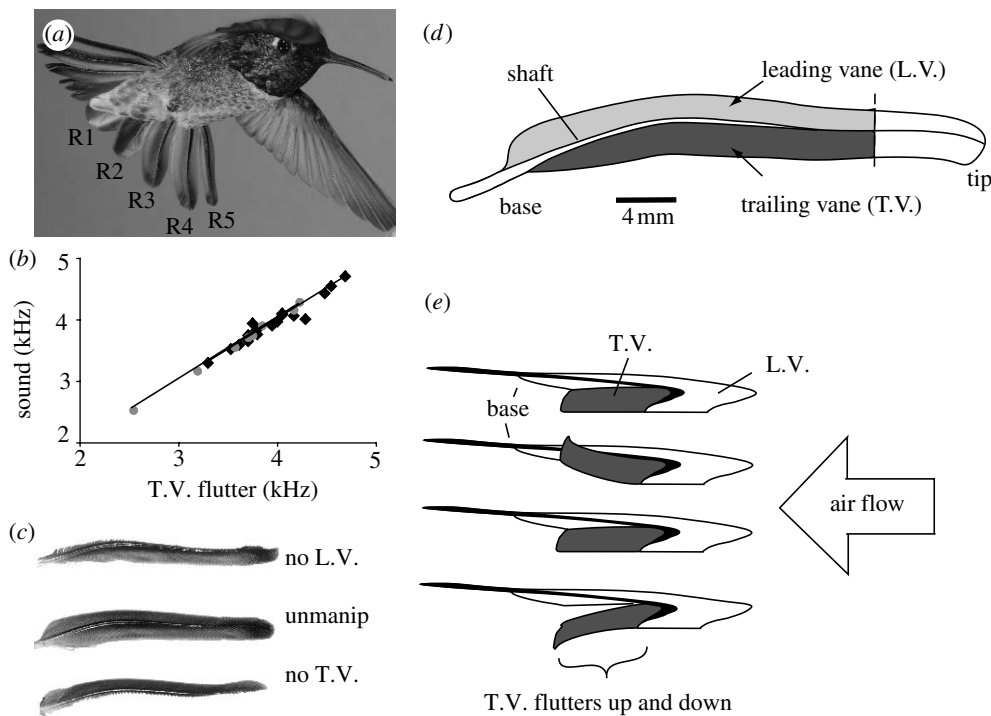 (a)
R1
R2
R3
R4
R5
(b)
5
4
3
2
sound (kHz)
2
3
4
5
T.V. flutter (kHz)
(c)
no L.V.
unmanip
no T.V.
(d)
shaft
leading vane (L.V.)
base
4 mm
trailing vane (T.V.)
tip
(e)
T.V.
L.V.
base
air flow
T.V. flutters up and down